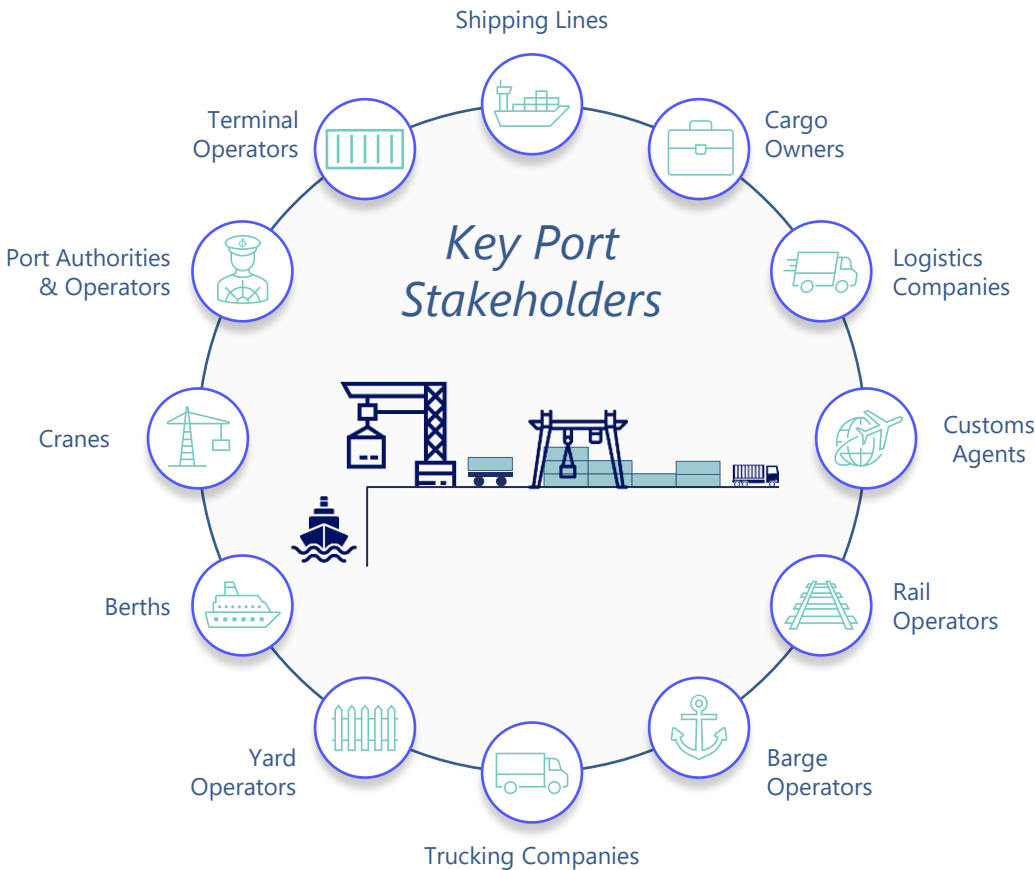 Shipping Lines
Terminal
Operators
Cargo
Owners
Key Port
Stakeholders
Port Authorities
& Operators
Logistics
Companies
Cranes
Customs
Agents
Berths
Rail
Operators
Yard
Operators
Barge
Operators
Trucking Companies